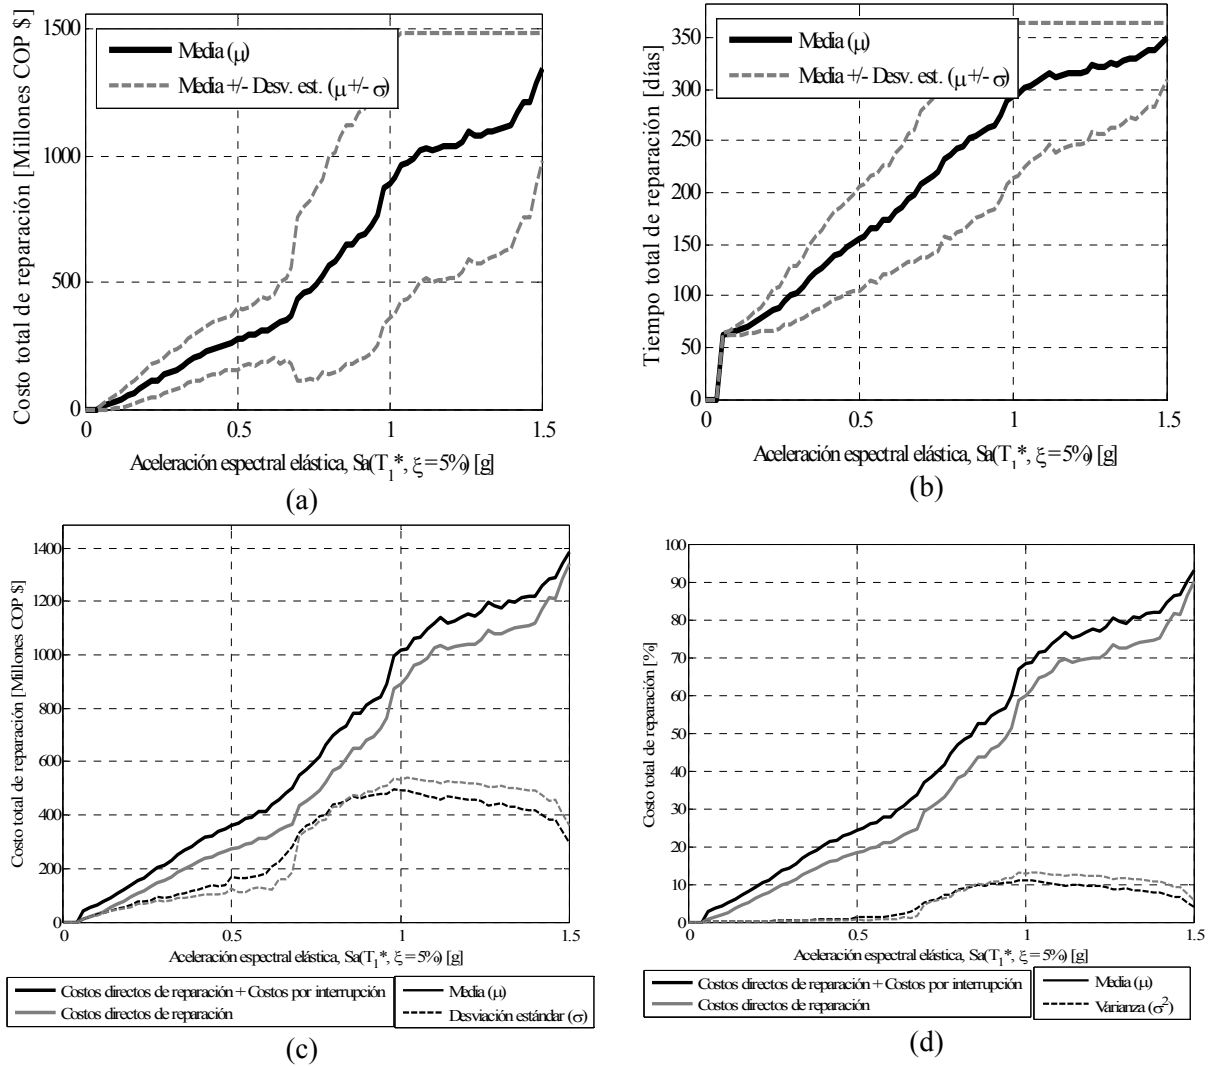 Costo total de reparación [Millones COP $]
1500
1000
500
0
Media (μ)
Media +/- Desv. est. (μ +/- σ)
0
0.5
1
1.5
Aceleración espectral elástica, Sa(T1*, ξ = 5%) [g]
(a)
Tiempo total de reparación [días]
350
300
250
200
150
100
50
0
Media (μ)
Media +/- Desv. est. (μ +/- σ)
0
0.5
1
1.5
Aceleración espectral elástica, Sa(T1*, ξ = 5%) [g]
(b)
Costo total de reparación [Millones COP $]
1400
1200
1000
800
600
400
200
0
0
0.5
1
1.5
Aceleración espectral elástica, Sa(T1*, ξ = 5%) [g]
Costos directos de reparación + Costos por interrupción
Costos directos de reparación
Media (μ)
Desviación estándar (σ)
(c)
Costo total de reparación [%]
100
90
80
70
60
50
40
30
20
10
0
0
0.5
1
1.5
Aceleración espectral elástica, Sa(T1*, ξ = 5%) [g]
Costos directos de reparación + Costos por interrupción
Costos directos de reparación
Media (μ)
Varianza (σ²)
(d)